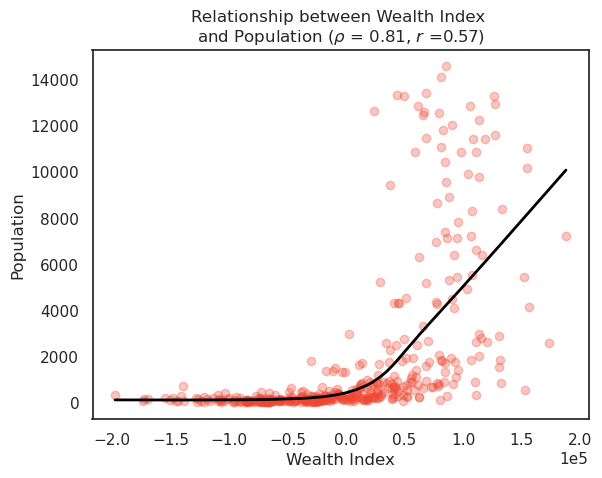 Relationship between Wealth Index
and Population (ρ = 0.81, r =0.57)
14000
12000
10000
8000
6000
4000
2000
0
Population
−2.0 −1.5 −1.0 −0.5 0.0 0.5 1.0 1.5 2.0
1e5
Wealth Index